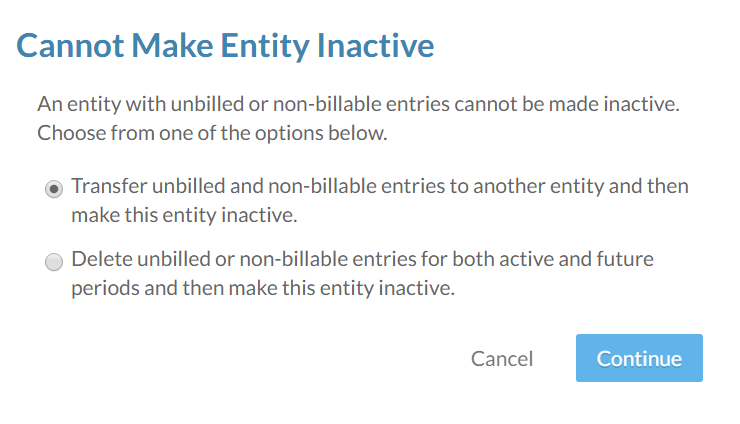 Cannot Make Entity Inactive
An entity with unbilled or non-billable entries cannot be made inactive.
Choose from one of the options below.
Transfer unbilled and non-billable entries to another entity and then
make this entity inactive.
Delete unbilled or non-billable entries for both active and future
periods and then make this entity inactive.
Cancel Continue